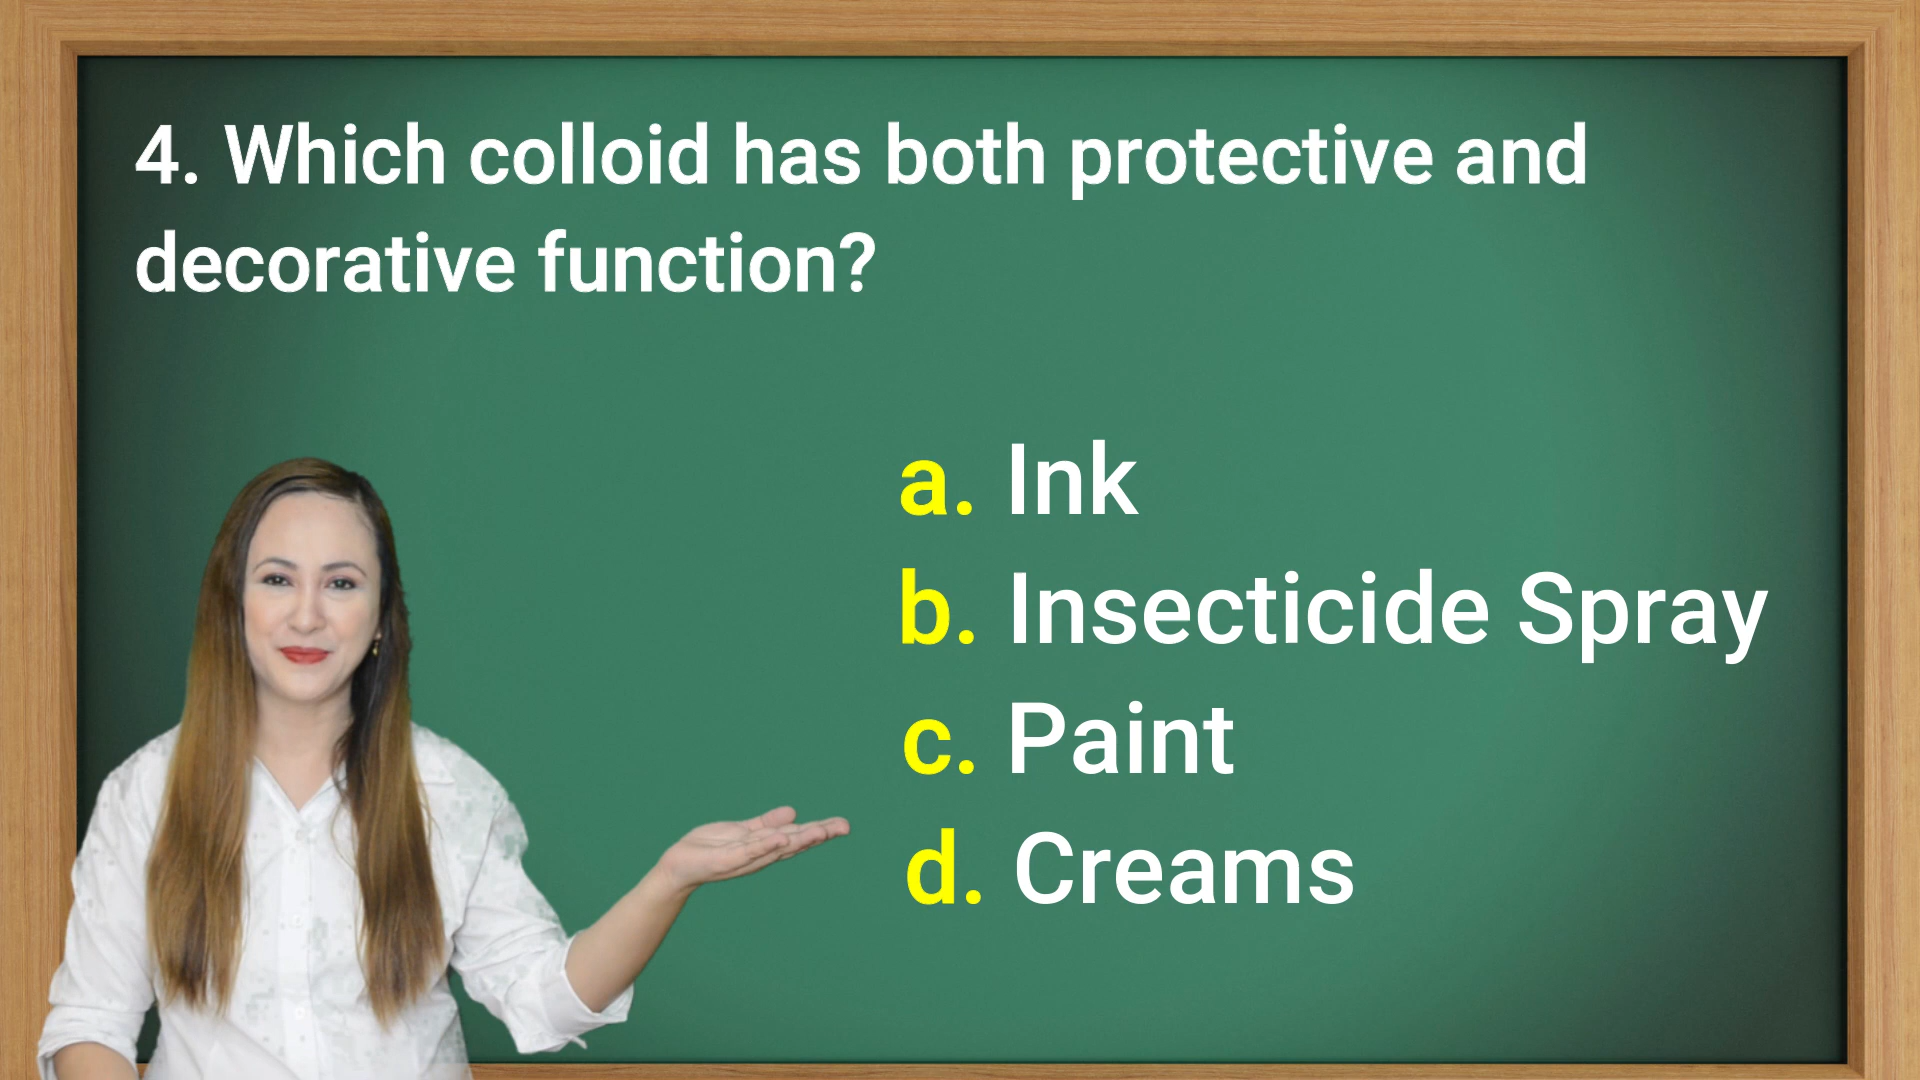 4. Which colloid has both protective and
decorative function?
a. Ink
b. Insecticide Spray
c. Paint
d. Creams